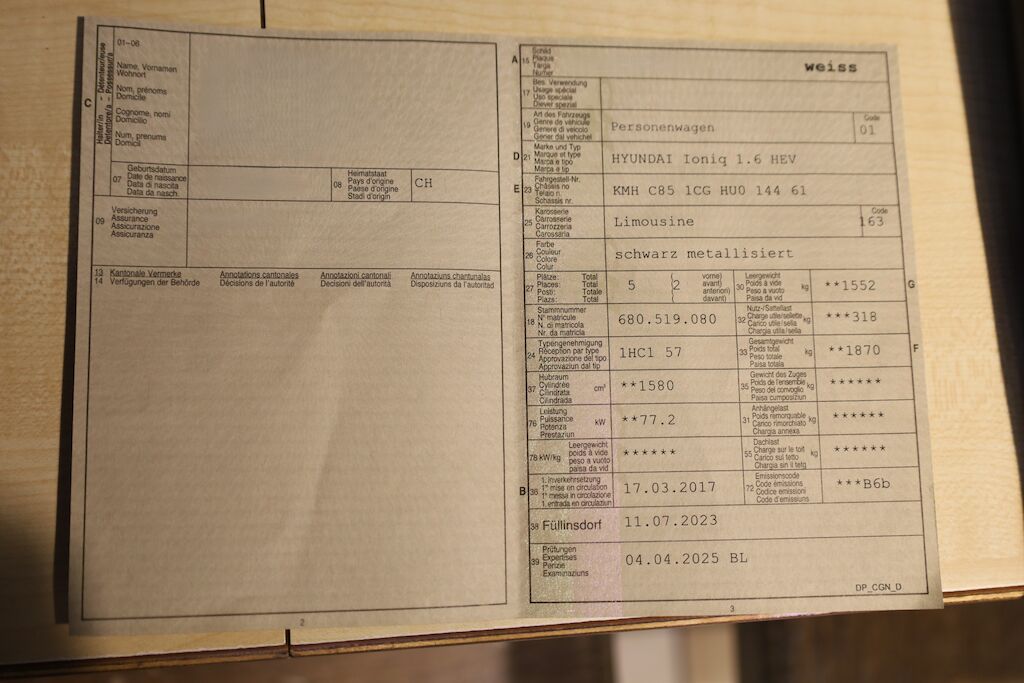 01–06
Halter/in - Détenteur/euse
Detentore/a - Possessur/a
C
Name, Vornamen
Wohnort
Nom, prénoms
Domicile
Cognome, nomi
Domicilio
Num, prenums
Domicil
07
Geburtsdatum
Date de naissance
Data di nascita
Data da nasch.
08
Heimatstaat
Pays d'origine
Paese d'origine
Stadi d'origin
CH
09
Versicherung
Assurance
Assicurazione
Assicuranza
13 Kantonale Vermerke Annotations cantonales Annotazioni cantonali Annotaziuns chantunalas
14 Verfügungen der Behörde Décisions de l'autorité Decisioni dell'autorità Disposiziuns da l'autoritad
2
A 15
Schild
Plaque
Targa
Numer
weiss
17
Bes. Verwendung
Usage spécial
Uso speciale
Diever spezial
19
Art des Fahrzeugs
Genre de véhicule
Genere di veicolo
Gener dal vehichel
Personenwagen
Code
01
D 21
Marke und Typ
Marque et type
Marca e tipo
Marca e tip
HYUNDAI Ioniq 1.6 HEV
E 23
Fahrgestell-Nr.
Châssis no
Telaio n.
Schassis nr.
KMH C85 1CG HU0 144 61
25
Karosserie
Carrosserie
Carrozzeria
Carossaria
Limousine
Code
163
26
Farbe
Couleur
Colore
Colur
schwarz metallisiert
27
Plätze: Total
Places: Total
Posti: Totale
Plazs: Total
5
(2
vorne)
avant)
anteriori)
davant)
30
Leergewicht
Poids à vide
Peso a vuoto
Paisa da vid
kg
**1552
G
18
Stammnummer
N° matricule
N. di matricola
Nr. da matricla
680.519.080
32
Nutz-/Sattellast
Charge utile/sellette
Carico utile/sella
Chargia utila/sella
kg
***318
24
Typengenehmigung
Réception par type
Approvazione del tipo
Approvaziun dal tip
1HC1 57
33
Gesamtgewicht
Poids total
Peso totale
Paisa totala
kg
**1870
F
37
Hubraum
Cylindrée
Cilindrata
Cilindrada
cm³
**1580
35
Gewicht des Zuges
Poids de l'ensemble
Peso del convoglio
Paisa cumposiziun
kg
******
76
Leistung
Puissance
Potenza
Prestaziun
kW
**77.2
31
Anhängelast
Poids remorquable
Carico rimorchiato
Chargia annexa
kg
******
78 kW/kg
Leergewicht
poids à vide
peso a vuoto
paisa da vid
******
55
Dachlast
Charge sur le toit
Carico sul tetto
Chargia sin il tetg
kg
******
B 36
1. Inverkehrsetzung
1re mise en circulation
1a messa in circolazione
1. entrada en circulaziun
17.03.2017
72
Emissionscode
Code émissions
Codice emissioni
Code d'emissiuns
***B6b
38 Füllinsdorf 11.07.2023
39
Prüfungen
Expertises
Perizie
Examinaziuns
04.04.2025 BL
DP_CGN_D
3